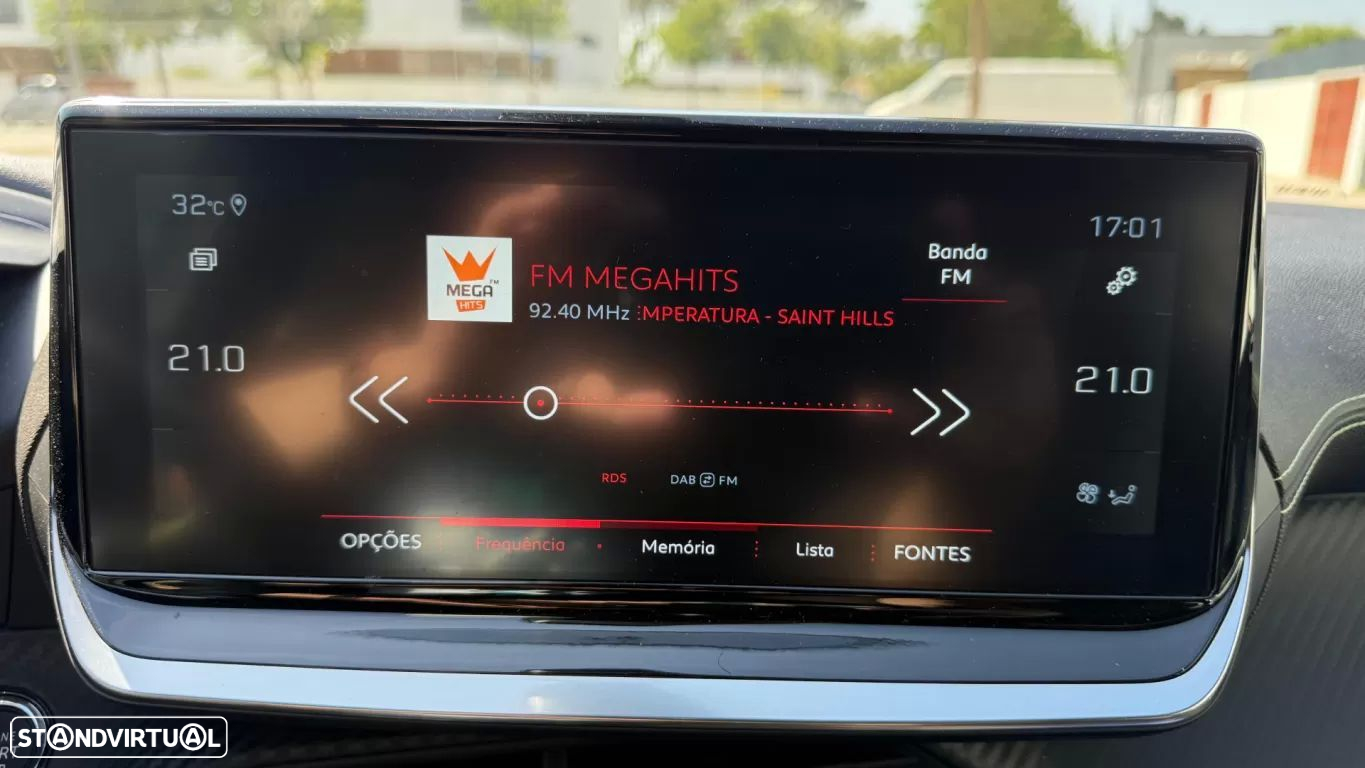 32°C
17:01
Banda
FM
MEGA FM
HITS
FM MEGAHITS
92.40 MHz MPERATURA - SAINT HILLS
21.0
21.0
RDS
DAB FM
OPÇÕES Frequência Memória Lista FONTES
STANDVIRTUAL